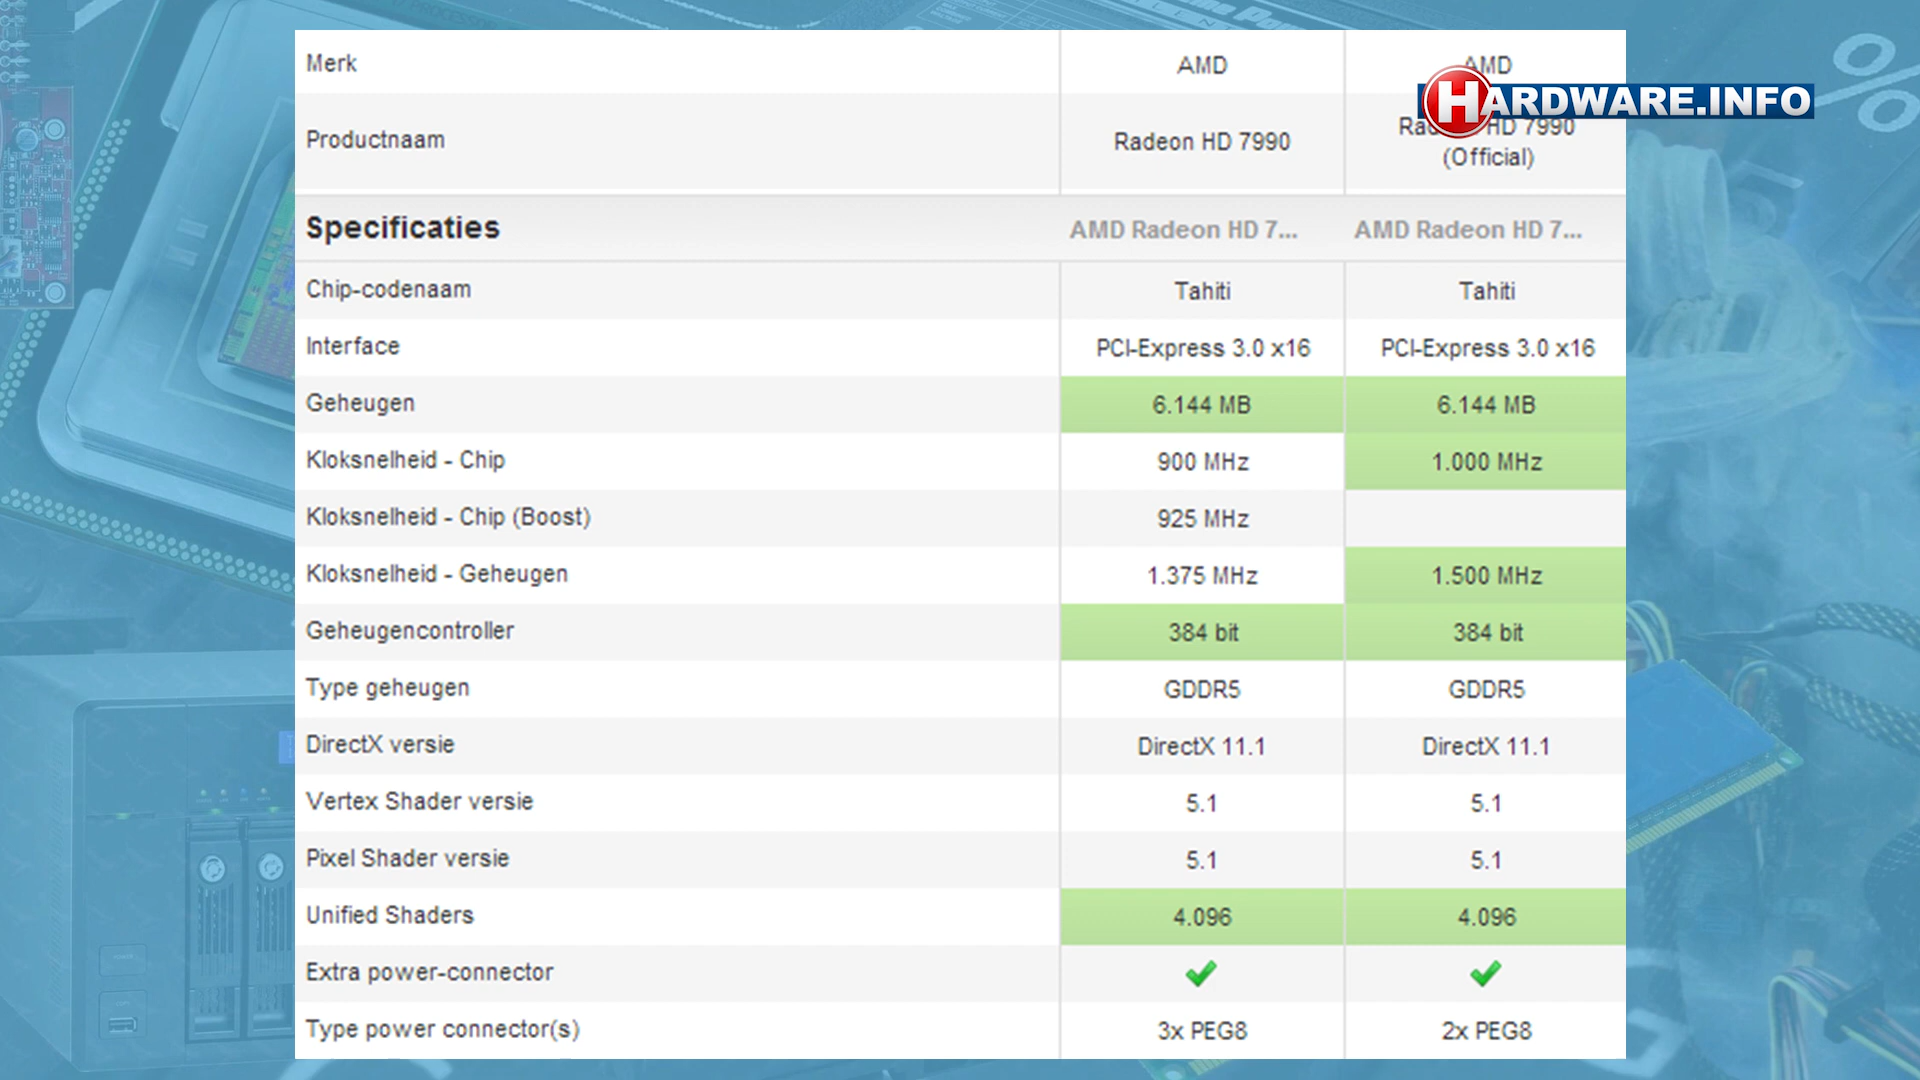 HARDWARE.INFO
Merk AMD AMD
Productnaam Radeon HD 7990 HD 7990
(Official)
Specificaties AMD Radeon HD 7... AMD Radeon HD 7...
Chip-codenaam Tahiti Tahiti
Interface PCI-Express 3.0 x16 PCI-Express 3.0 x16
Geheugen 6.144 MB 6.144 MB
Kloksnelheid - Chip 900 MHz 1.000 MHz
Kloksnelheid - Chip (Boost) 925 MHz
Kloksnelheid - Geheugen 1.375 MHz 1.500 MHz
Geheugencontroller 384 bit 384 bit
Type geheugen GDDR5 GDDR5
DirectX versie DirectX 11.1 DirectX 11.1
Vertex Shader versie 5.1 5.1
Pixel Shader versie 5.1 5.1
Unified Shaders 4.096 4.096
Extra power-connector
Type power connector(s) 3x PEG8 2x PEG8